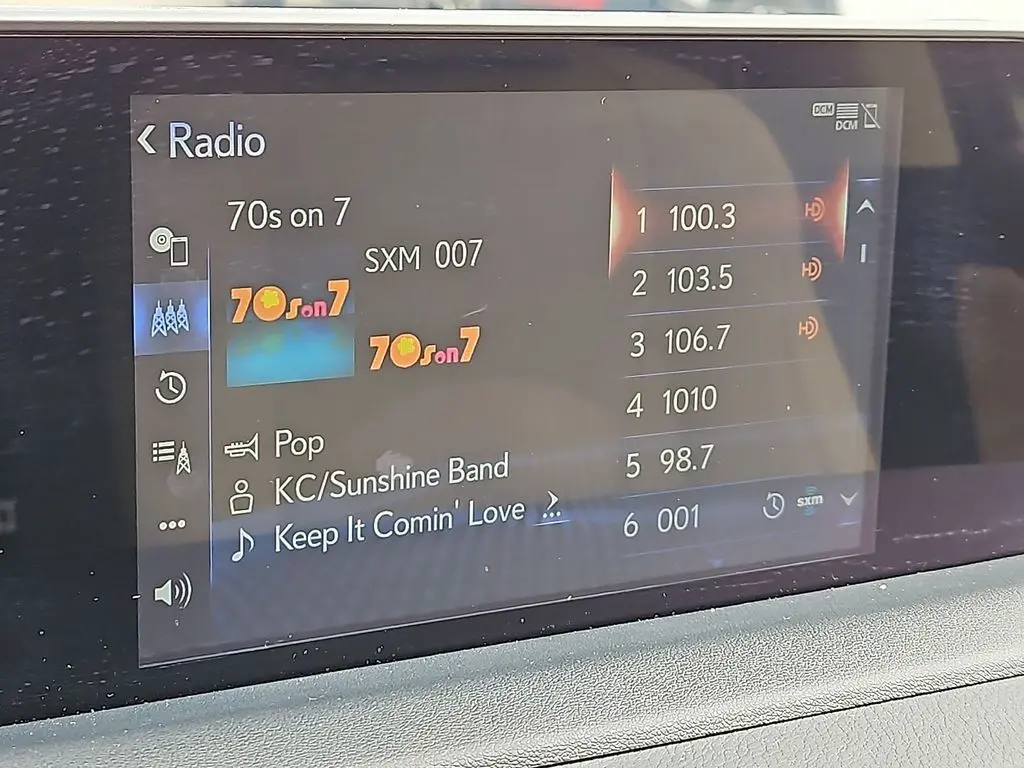 Radio
DCM
DCM
70s on 7
SXM 007
70s on 7
70s on 7
Pop
KC/Sunshine Band
Keep It Comin' Love
1 100.3 HD
2 103.5 HD
3 106.7 HD
4 1010
5 98.7
6 001 sxm